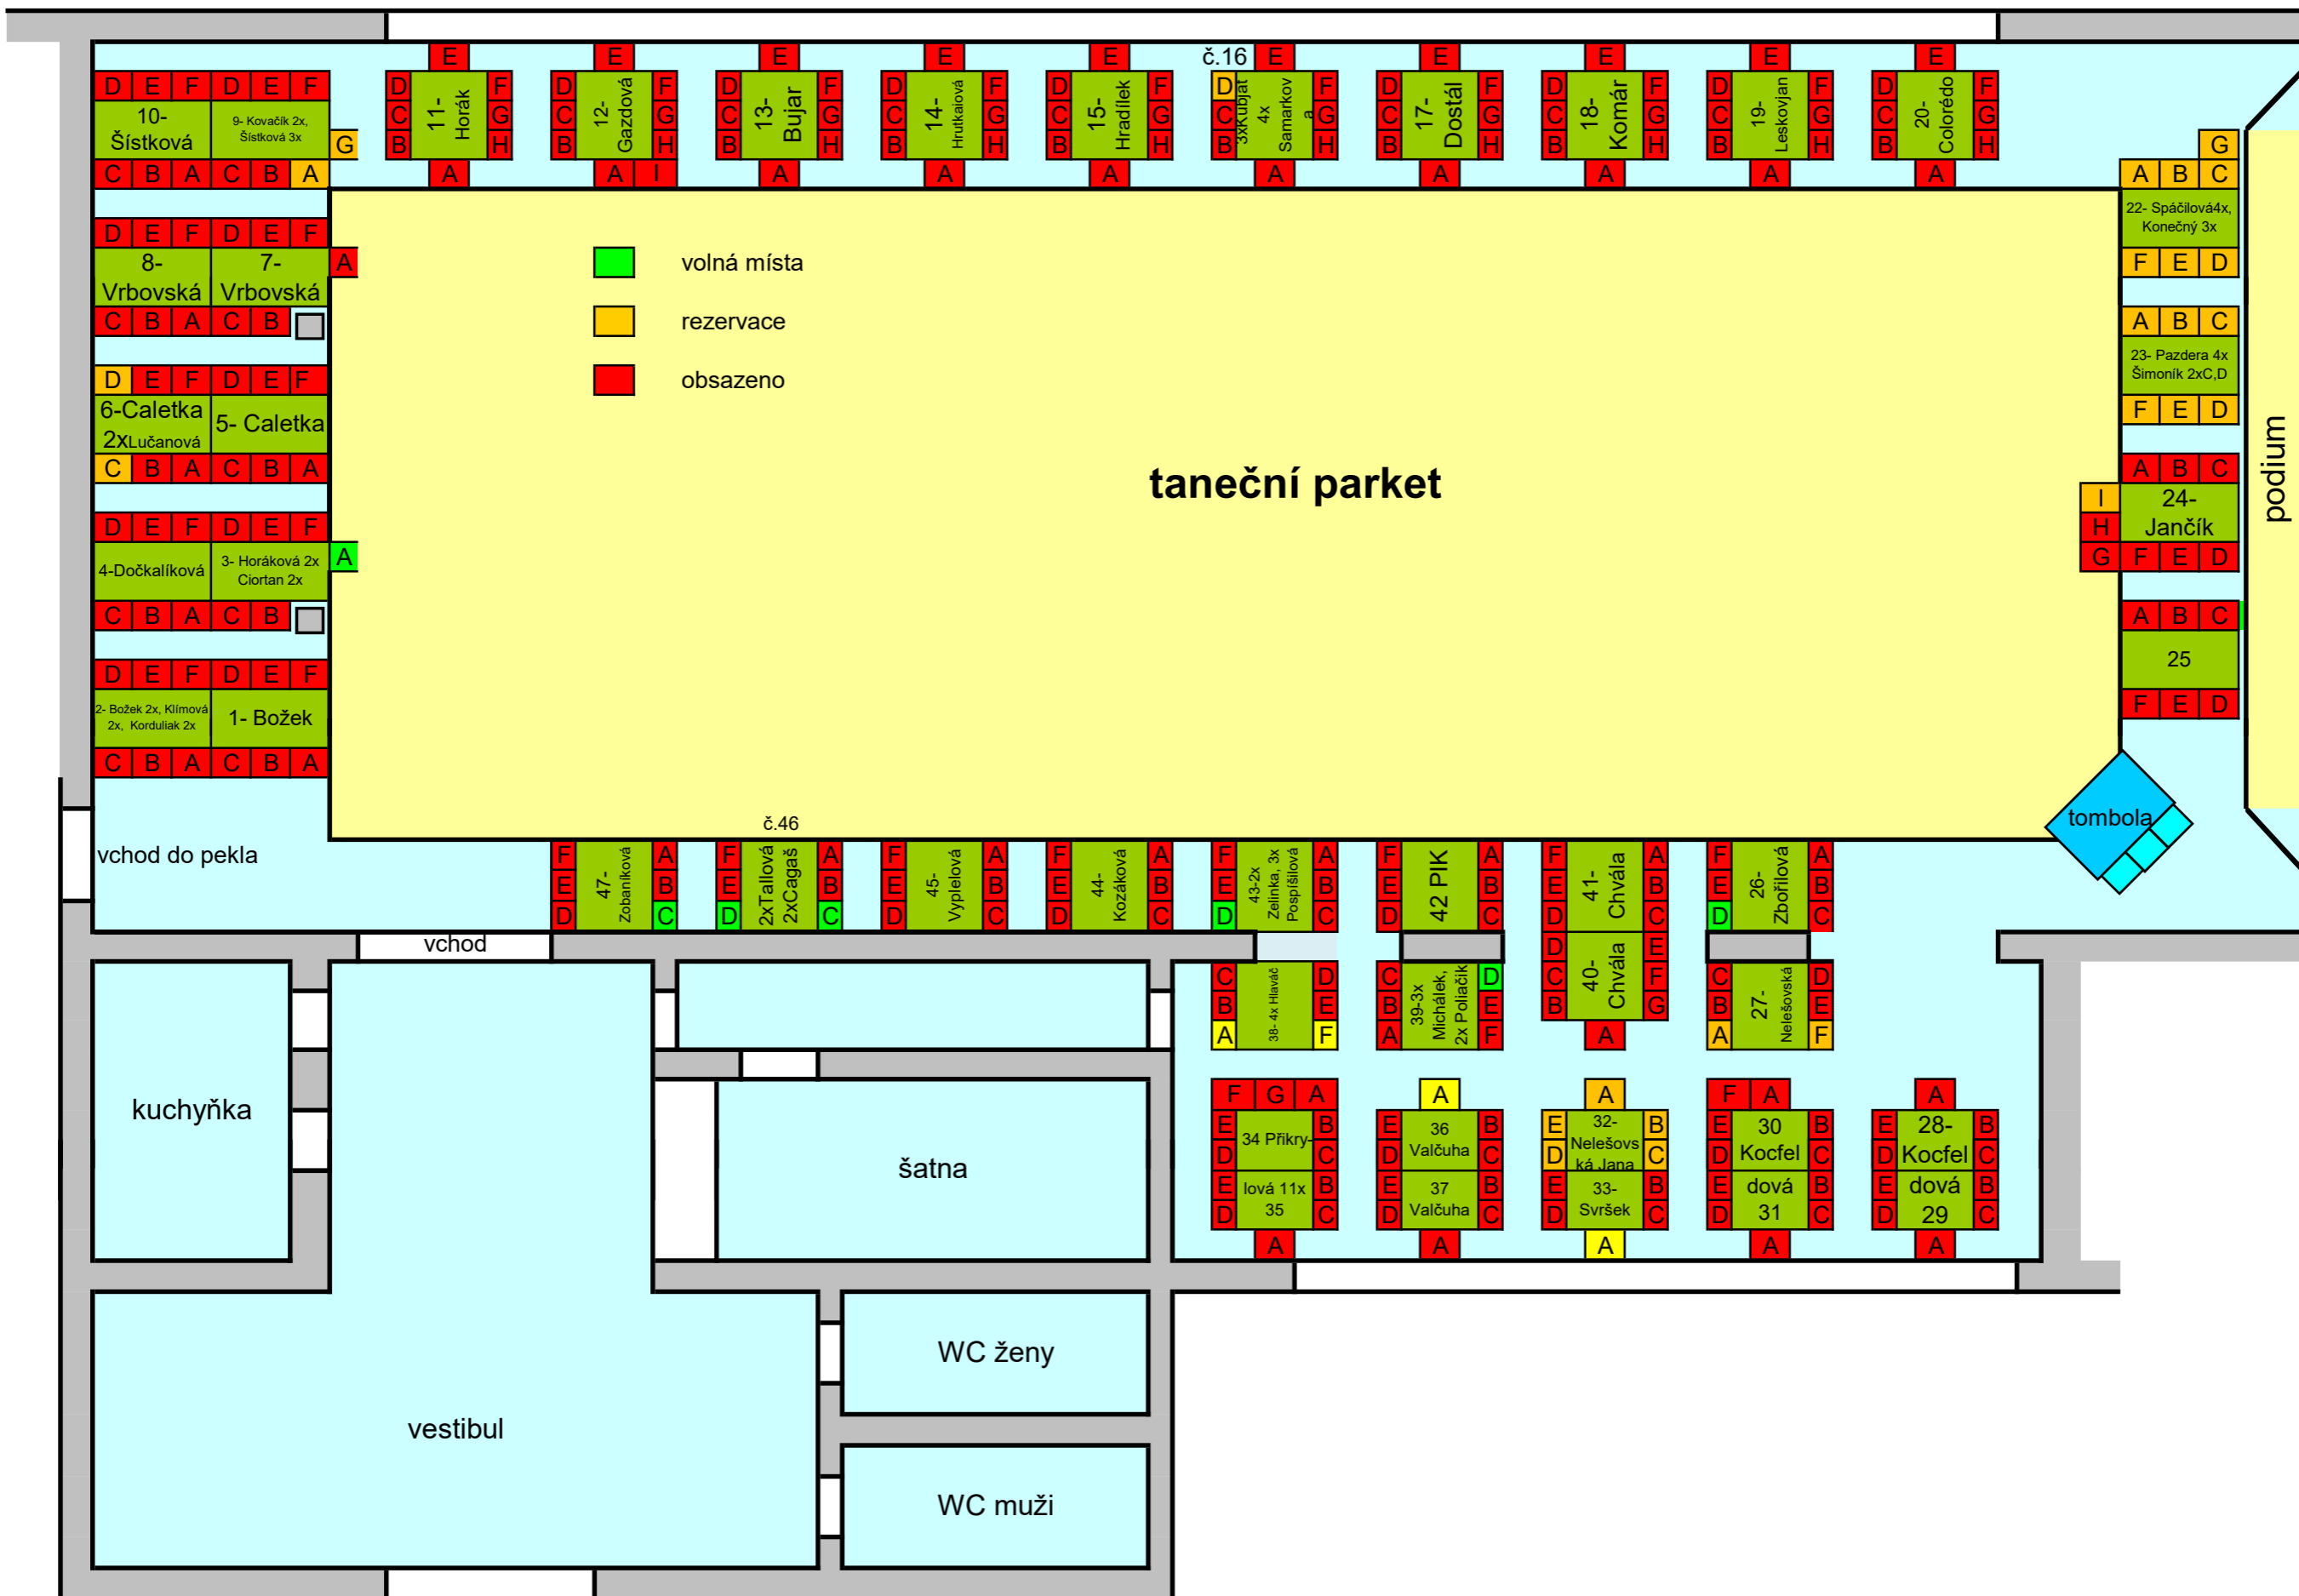 č.16
E E E E E E E E E E
D E F D E F
D F D F D F D F D F D F D F D F D F D F
10-
Šístková
9- Kovačík 2x,
Šístková 3x
G
C B A C B A
11-
Horák
C G
B H
A
12-
Gazdová
C G
B H
A I
13-
Bujar
C G
B H
A
14-
Hrutkaiová
C G
B H
A
15-
Hradílek
C G
B H
A
3xKubjat
4x
Samarkov
a
C G
B H
A
17-
Dostál
C G
B H
A
18-
Komár
C G
B H
A
19-
Leskovjan
C G
B H
A
20-
Colorédo
C G
B H
A
G
A B C
22- Spáčilová4x,
Konečný 3x
F E D
D E F D E F
8-
Vrbovská
7-
Vrbovská
A
C B A C B
volná místa
rezervace
obsazeno
A B C
23- Pazdera 4x
Šimoník 2xC,D
F E D
D E F D E F
6-Caletka
2xLučanová
5- Caletka
C B A C B A
taneční parket
podium
A B C
I
H
24-
Jančík
G F E D
D E F D E F
4-Dočkalíková
3- Horáková 2x
Ciortan 2x
A
C B A C B
A B C
25
F E D
D E F D E F
2- Božek 2x, Klímová
2x, Korduliak 2x
1- Božek
C B A C B A
tombola
č.46
vchod do pekla
F A
E B
D C
47-
Zobaníková
F A
E B
D C
2xTallová
2xCagaš
F A
E B
D C
45-
Vyplelová
F A
E B
D C
44-
Kozáková
F A
E B
D C
43-2x
Zelinka, 3x
Pospíšilová
F A
E B
D C
42 PIK
F A
E B
D C
41-
Chvála
F A
E B
D C
26-
Zbořilová
vchod
C D
B E
A F
38- 4x Hlaváč
C D
B E
A F
39-3x
Michálek,
2x Poliačik
D E
C F
B G
A
40-
Chvála
C D
B E
A F
27-
Nelešovská
kuchyňka
šatna
F G A
E B
D C
34 Přikry-
E B
D C
lová 11x
35
A
A
E B
D C
36
Valčuha
E B
D C
37
Valčuha
A
A
E B
D C
32-
Nelešovs
ká Jana
E B
D C
33-
Svršek
A
F A
E B
D C
30
Kocfel
E B
D C
dová
31
A
A
E B
D C
28-
Kocfel
E B
D C
dová
29
A
WC ženy
vestibul
WC muži